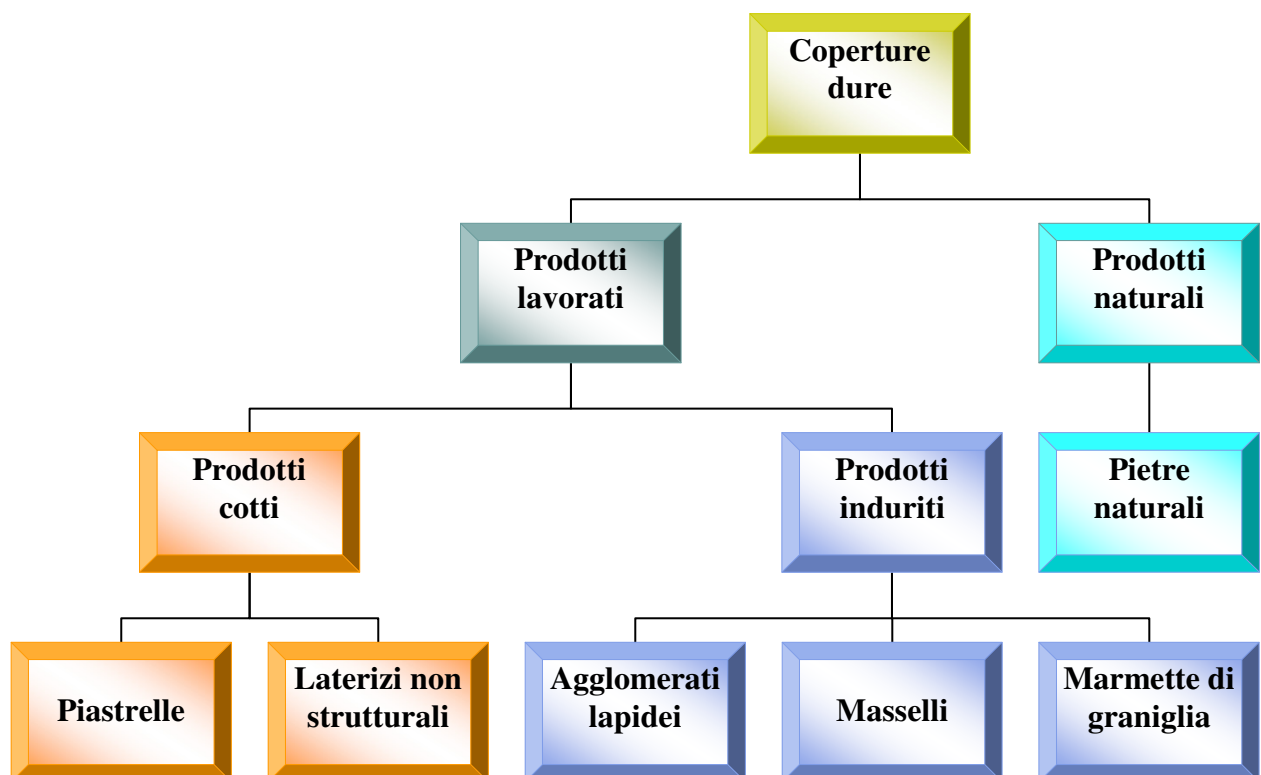 Coperture
dure
Prodotti
lavorati
Prodotti
naturali
Prodotti
cotti
Prodotti
induriti
Pietre
naturali
Piastrelle
Laterizi non
strutturali
Agglomerati
lapidei
Masselli
Marmette di
graniglia